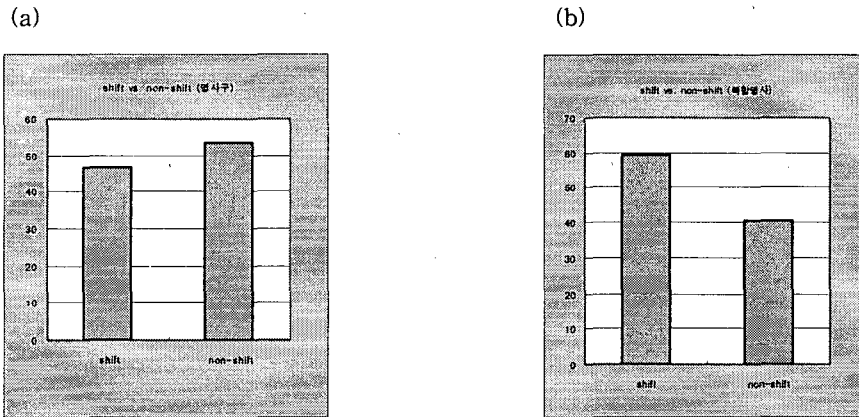 (a)
(b)
shift vs. non-shift (명사구)
60
50
40
30
20
10
0
shift
non-shift
shift vs. non-shift (복합명사)
70
60
50
40
30
20
10
0
shift
non-shift